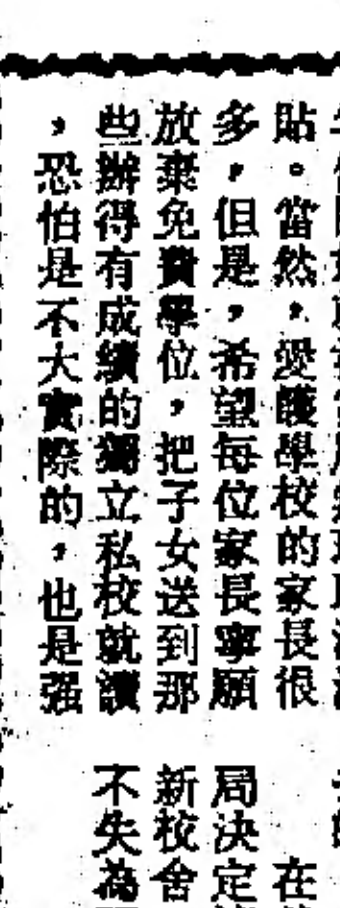 貼。當然,愛護學校的家長很
多,但是,希望每位家長寧願
放棄免費學位,把子女送到那
些辦得有成績的獨立私校就讀
,恐怕是不大實際的,也是强
在
局決定
新校舍
不失為